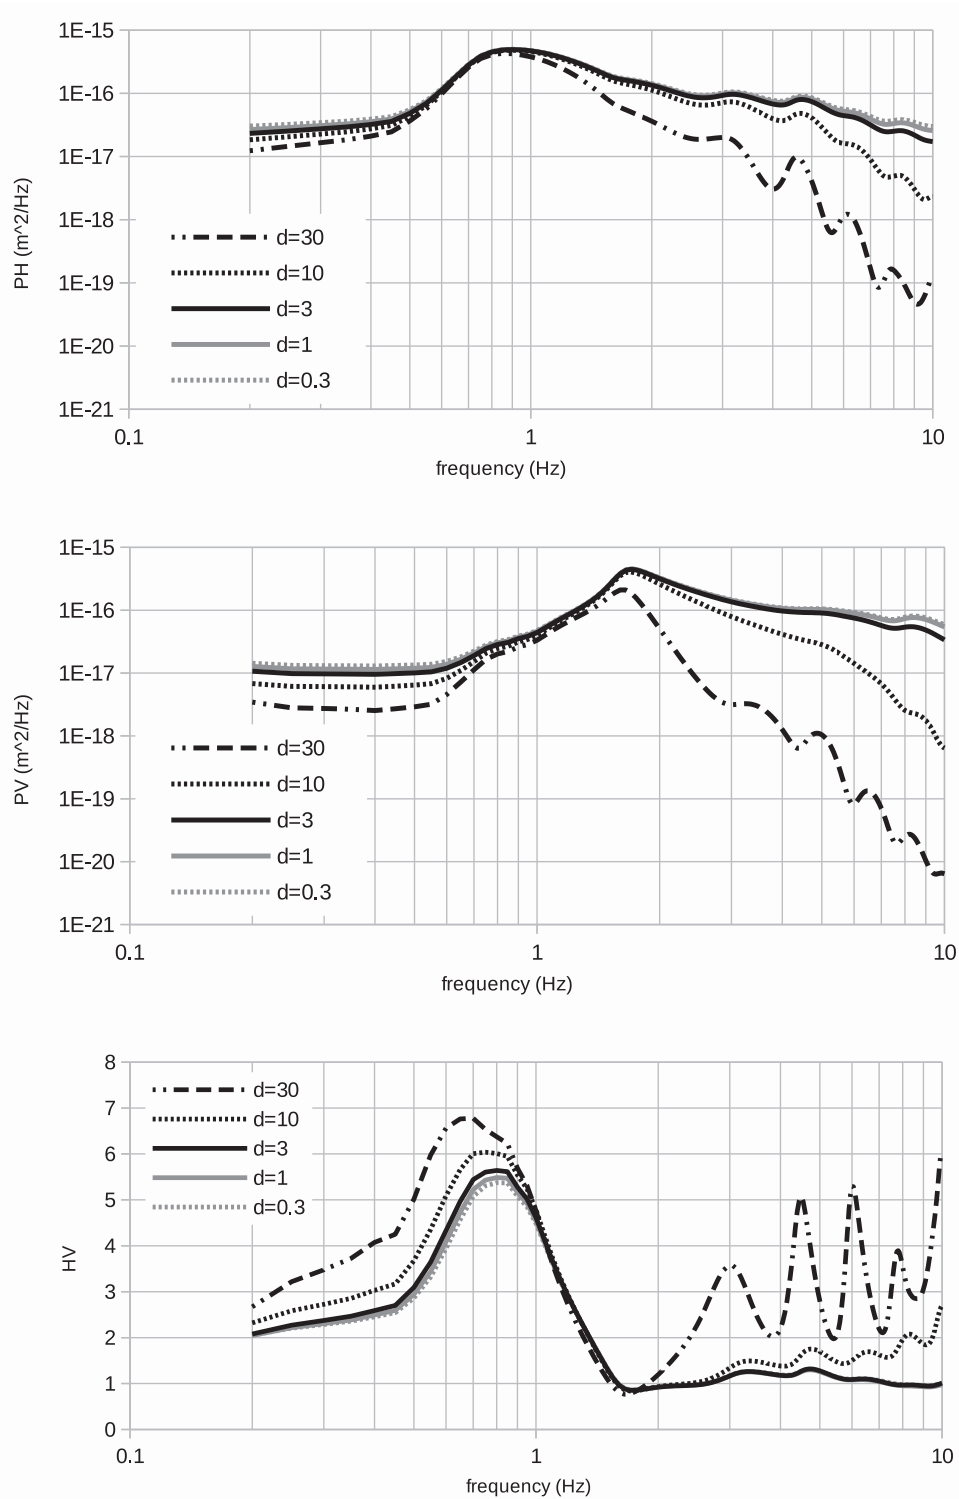 1E-15
1E-16
1E-17
1E-18
1E-19
1E-20
1E-21
PH (m^2/Hz)
d=30
d=10
d=3
d=1
d=0.3
0.1 1 10
frequency (Hz)
1E-15
1E-16
1E-17
1E-18
1E-19
1E-20
1E-21
PV (m^2/Hz)
d=30
d=10
d=3
d=1
d=0.3
0.1 1 10
frequency (Hz)
8
7
6
5
4
3
2
1
0
HV
d=30
d=10
d=3
d=1
d=0.3
0.1 1 10
frequency (Hz)